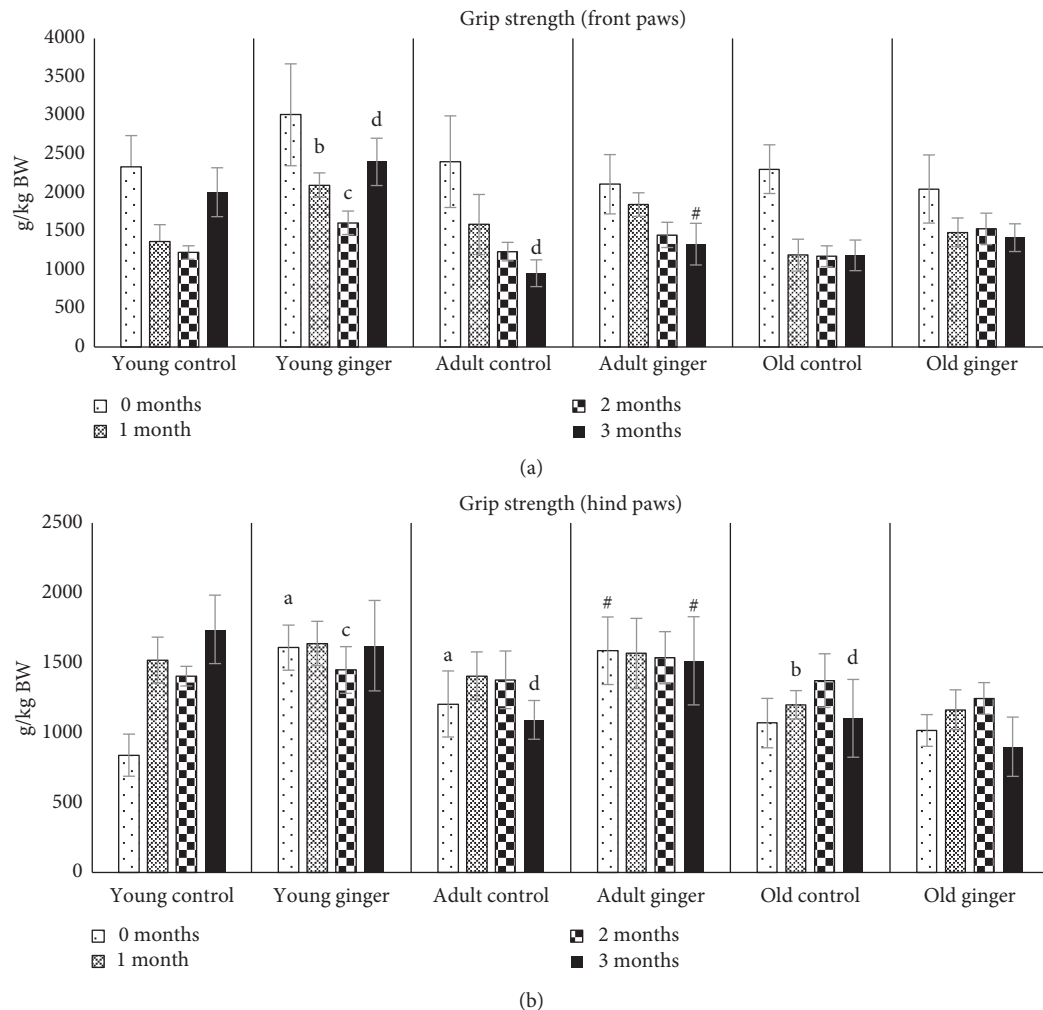 Grip strength (front paws)
4000
3500
3000
2500
2000
1500
1000
500
0
g/kg BW
b
c
d
d
#
Young control Young ginger Adult control Adult ginger Old control Old ginger
0 months 2 months
1 month 3 months
(a)
Grip strength (hind paws)
2500
2000
1500
1000
500
0
g/kg BW
a
c
a
d
#
#
b
d
Young control Young ginger Adult control Adult ginger Old control Old ginger
0 months 2 months
1 month 3 months
(b)